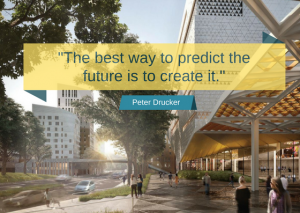 "The best way to predict the
future is to create it."
Peter Drucker